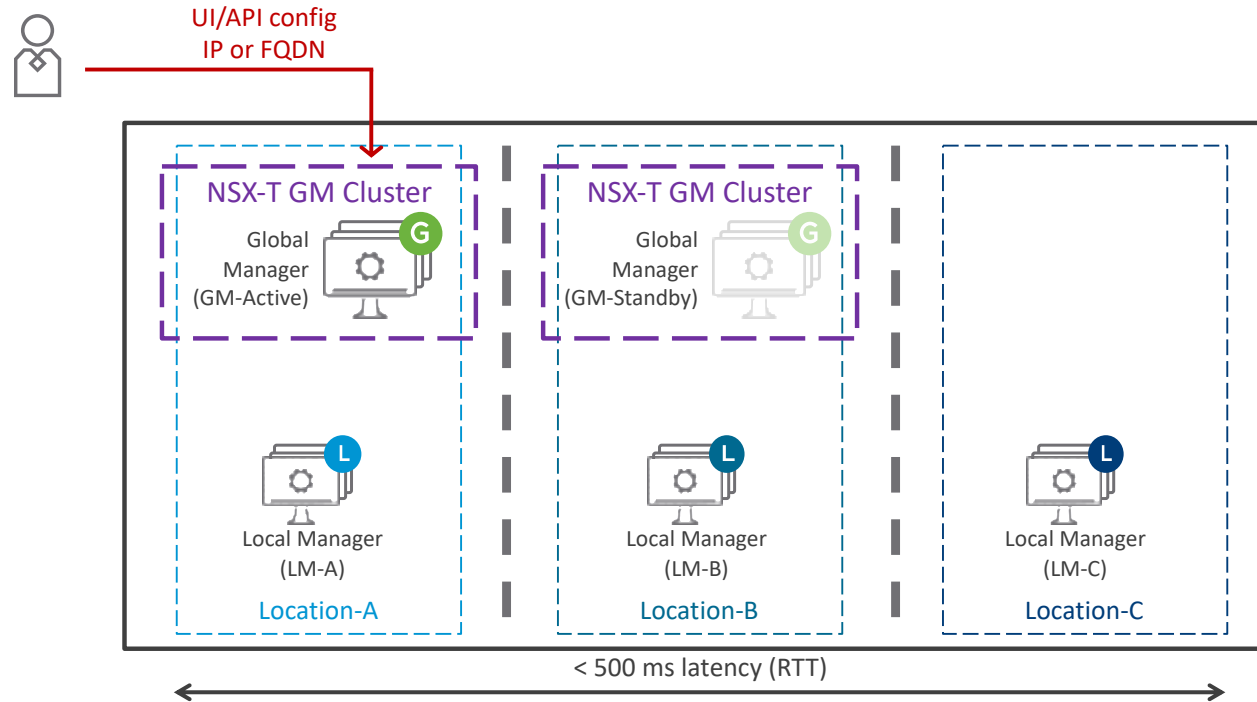 UI/API config
IP or FQDN
NSX-T GM Cluster
Global
Manager
(GM-Active)
G
NSX-T GM Cluster
Global
Manager
(GM-Standby)
G
L
Local Manager
(LM-A)
Location-A
L
Local Manager
(LM-B)
Location-B
L
Local Manager
(LM-C)
Location-C
< 500 ms latency (RTT)